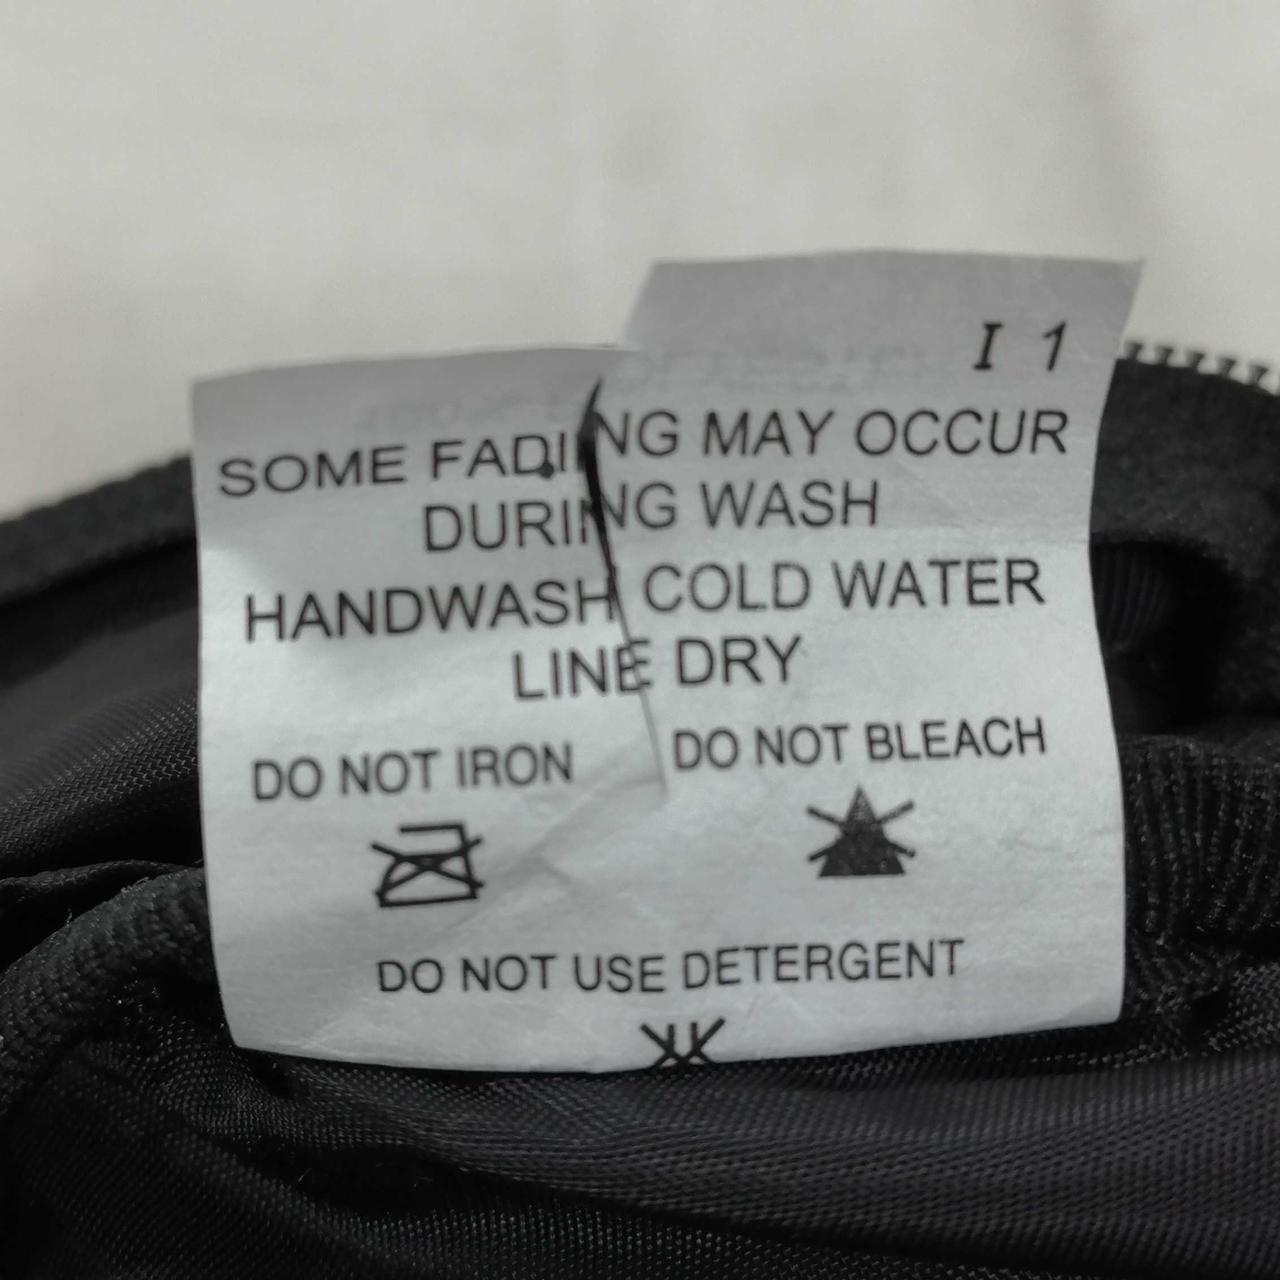 I 1
SOME FADING MAY OCCUR
DURING WASH
HANDWASH COLD WATER
LINE DRY
DO NOT IRON DO NOT BLEACH
DO NOT USE DETERGENT